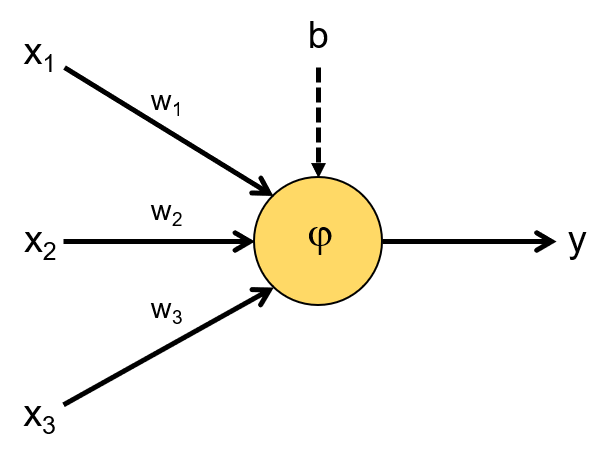 b
x₁
w₁
w₂
x₂
φ
y
w₃
x₃